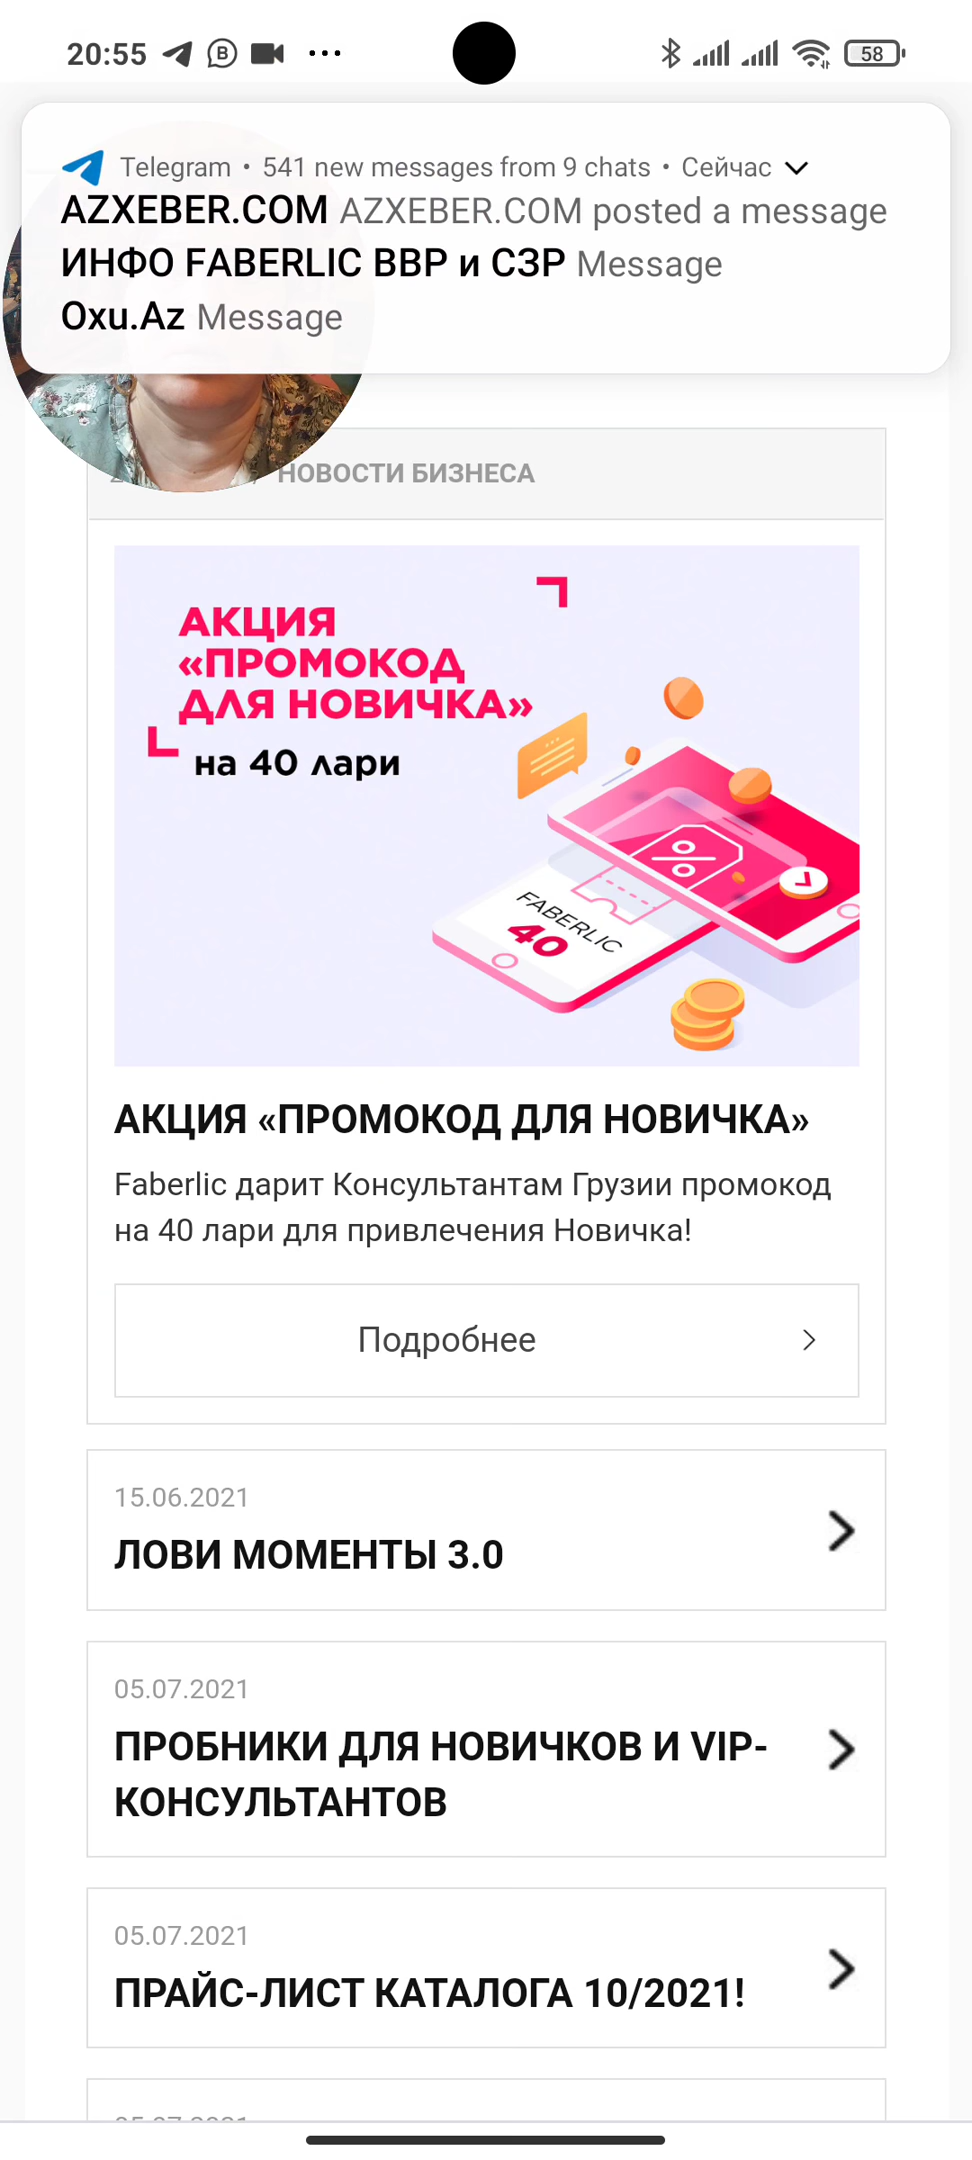 20:55
58
Telegram • 541 new messages from 9 chats • Сейчас
AZXEBER.COM AZXEBER.COM posted a message
ИНФО FABERLIC ВВР и СЗР Message
Oxu.Az Message
НОВОСТИ БИЗНЕСА
АКЦИЯ
«ПРОМОКОД
ДЛЯ НОВИЧКА»
на 40 лари
FABERLIC
40
АКЦИЯ «ПРОМОКОД ДЛЯ НОВИЧКА»
Faberlic дарит Консультантам Грузии промокод
на 40 лари для привлечения Новичка!
Подробнее
15.06.2021
ЛОВИ МОМЕНТЫ 3.0
05.07.2021
ПРОБНИКИ ДЛЯ НОВИЧКОВ И VIP-
КОНСУЛЬТАНТОВ
05.07.2021
ПРАЙС-ЛИСТ КАТАЛОГА 10/2021!